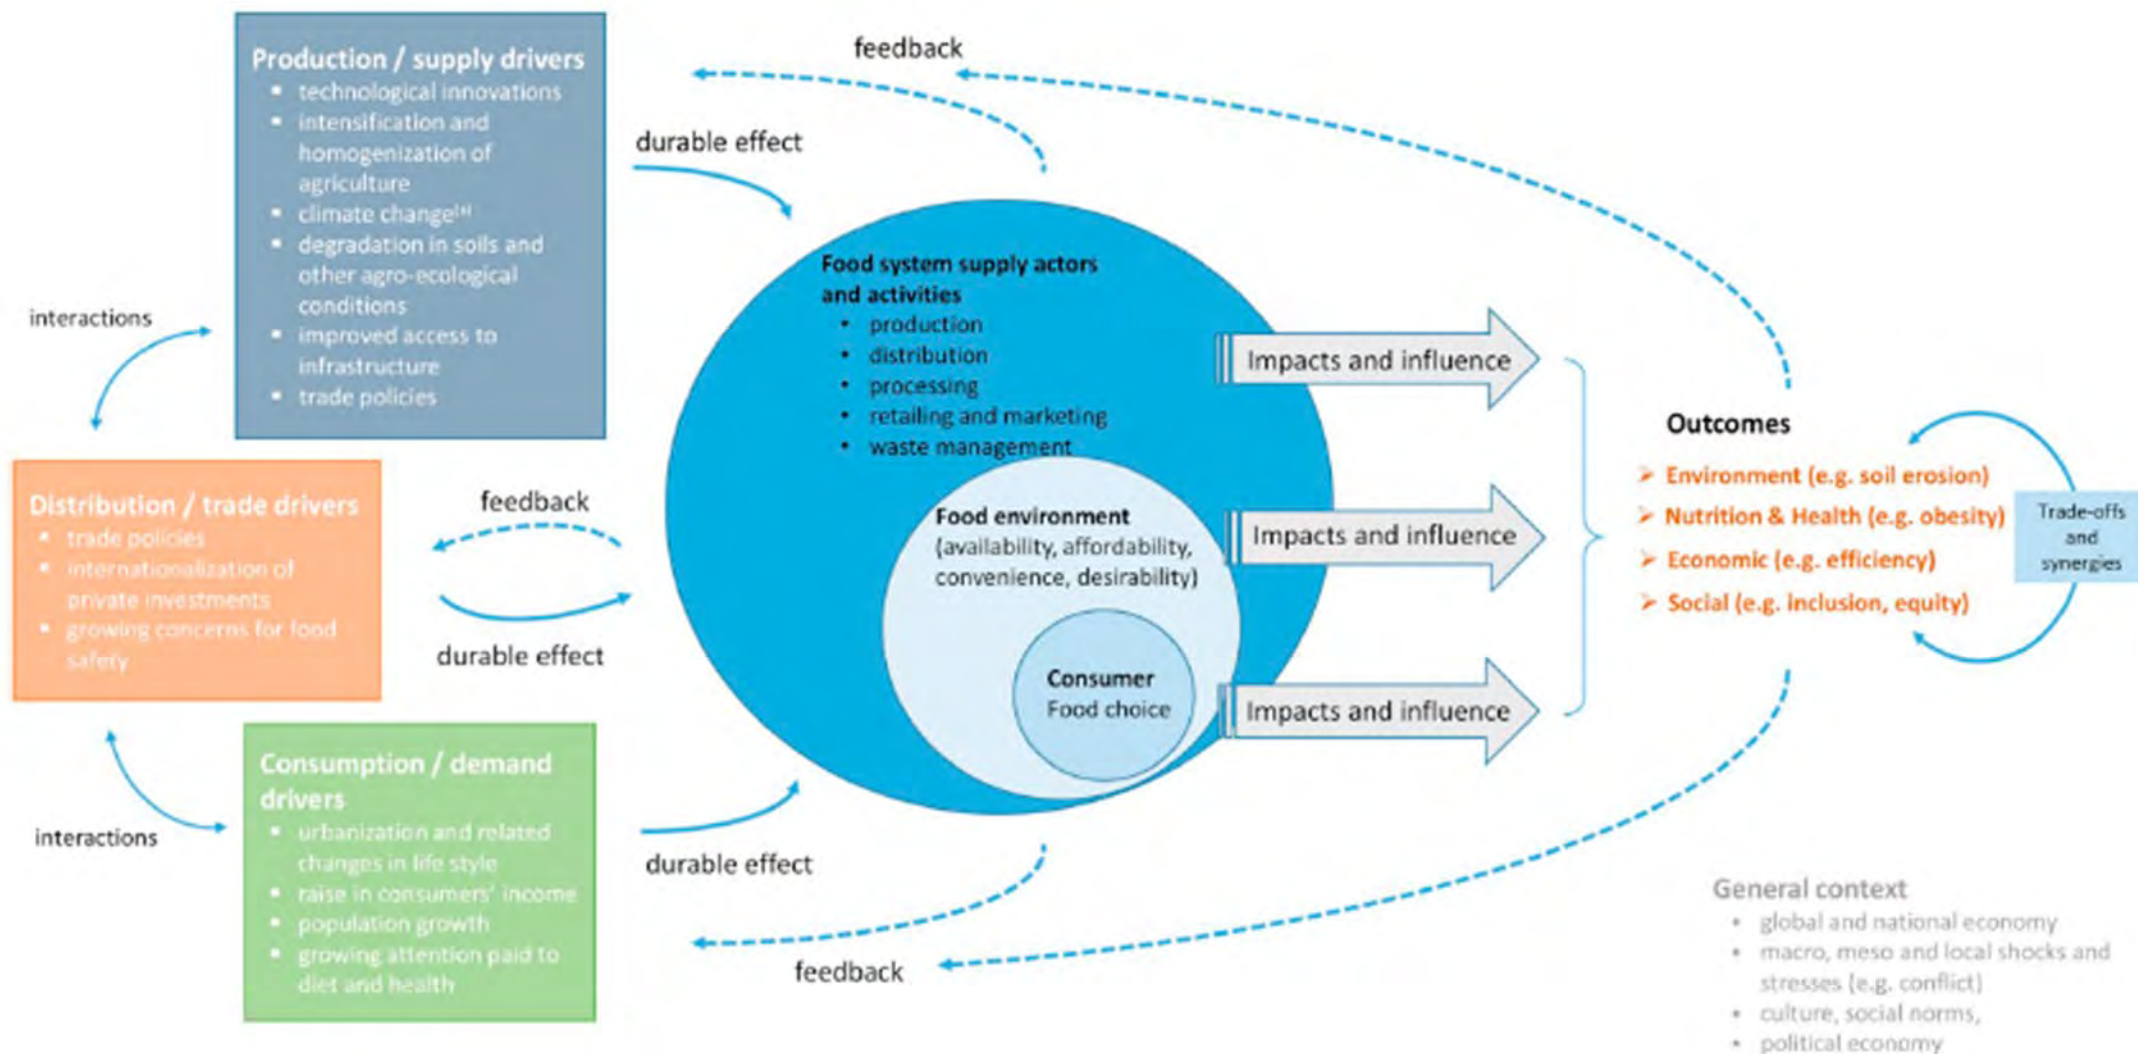 Production / supply drivers
▪ technological innovations
▪ intensification and
homogenization of
agriculture
▪ climate change
▪ degradation in soils and
other agro-ecological
conditions
▪ improved access to
infrastructure
▪ trade policies
interactions
Distribution / trade drivers
▪ trade policies
▪ internationalization of
private investments
▪ growing concerns for food
safety
interactions
Consumption / demand
drivers
▪ urbanization and related
changes in life style
▪ raise in consumers' income
▪ population growth
▪ growing attention paid to
diet and health
feedback
durable effect
feedback
durable effect
durable effect
feedback
Food system supply actors
and activities
• production
• distribution
• processing
• retailing and marketing
• waste management
Food environment
(availability, affordability,
convenience, desirability)
Consumer
Food choice
Impacts and influence
Impacts and influence
Impacts and influence
Outcomes
➢ Environment (e.g. soil erosion)
➢ Nutrition & Health (e.g. obesity)
➢ Economic (e.g. efficiency)
➢ Social (e.g. inclusion, equity)
Trade-offs
and
synergies
General context
• global and national economy
• macro, meso and local shocks and
stresses (e.g. conflict)
• culture, social norms,
• political economy